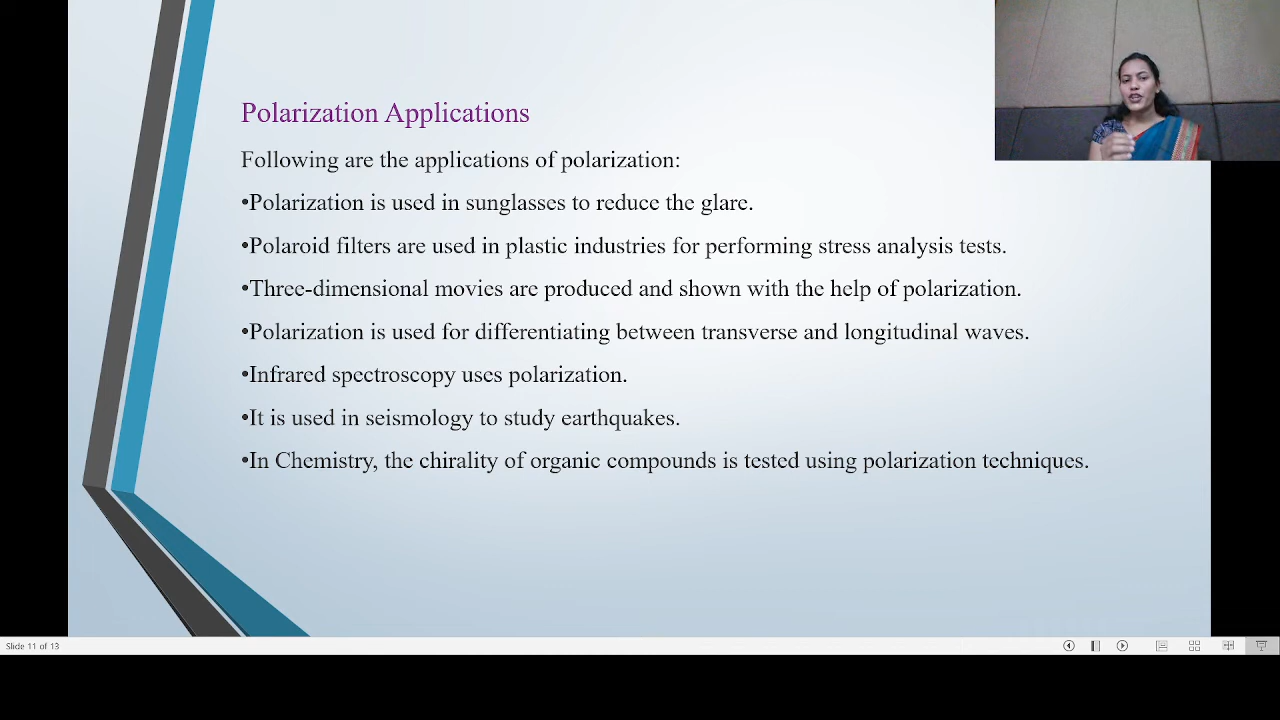 Polarization Applications
Following are the applications of polarization:
•Polarization is used in sunglasses to reduce the glare.
•Polaroid filters are used in plastic industries for performing stress analysis tests.
•Three-dimensional movies are produced and shown with the help of polarization.
•Polarization is used for differentiating between transverse and longitudinal waves.
•Infrared spectroscopy uses polarization.
•It is used in seismology to study earthquakes.
•In Chemistry, the chirality of organic compounds is tested using polarization techniques.
Slide 11 of 13